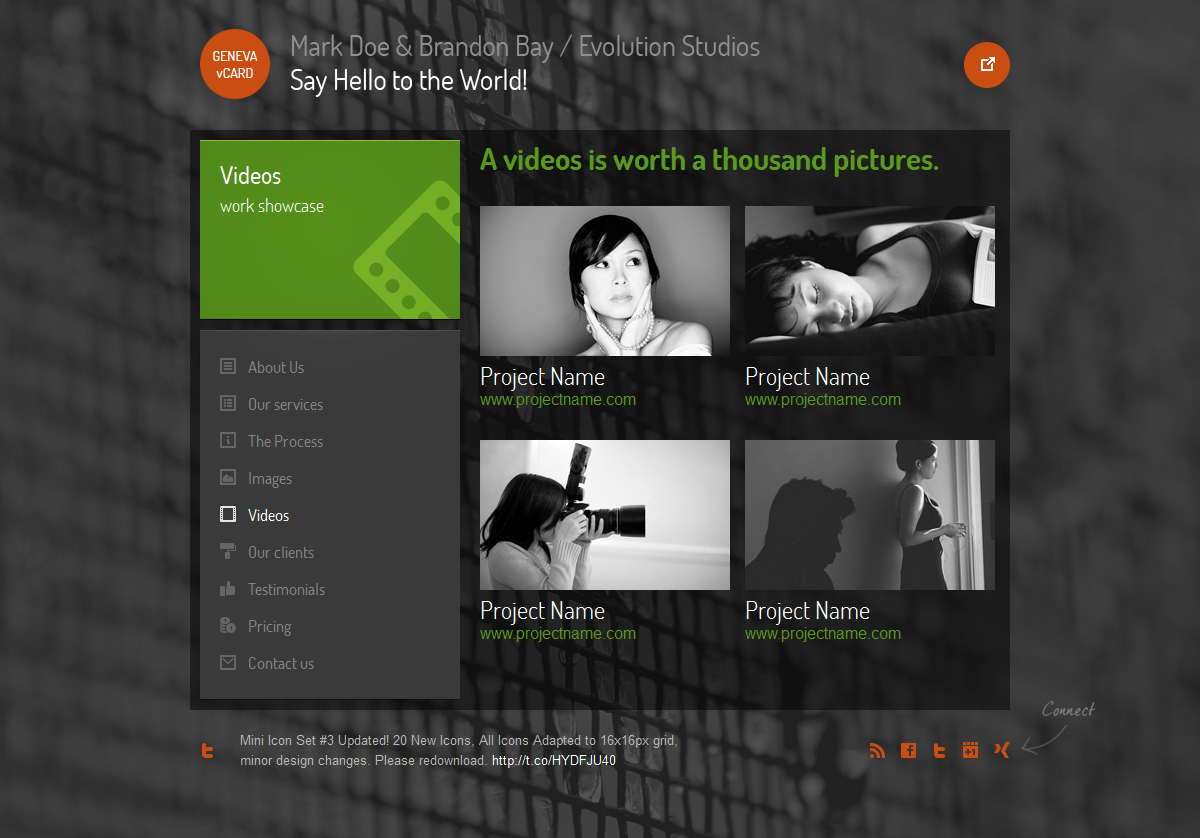 GENEVA
vCARD
Mark Doe & Brandon Bay / Evolution Studios
Say Hello to the World!
Videos
work showcase
About Us
Our services
The Process
Images
Videos
Our clients
Testimonials
Pricing
Contact us
A videos is worth a thousand pictures.
Project Name
www.projectname.com
Project Name
www.projectname.com
Project Name
www.projectname.com
Project Name
www.projectname.com
Connect
Mini Icon Set #3 Updated! 20 New Icons, All Icons Adapted to 16x16px grid,
minor design changes. Please redownload. http://t.co/HYDFJU40